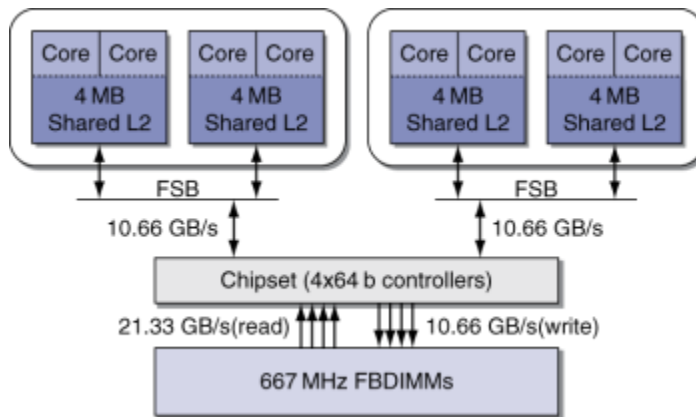 Core Core Core Core Core Core Core Core
4 MB 4 MB 4 MB 4 MB
Shared L2 Shared L2 Shared L2 Shared L2
FSB FSB
10.66 GB/s 10.66 GB/s
Chipset (4x64 b controllers)
21.33 GB/s(read) 10.66 GB/s(write)
667 MHz FBDIMMs